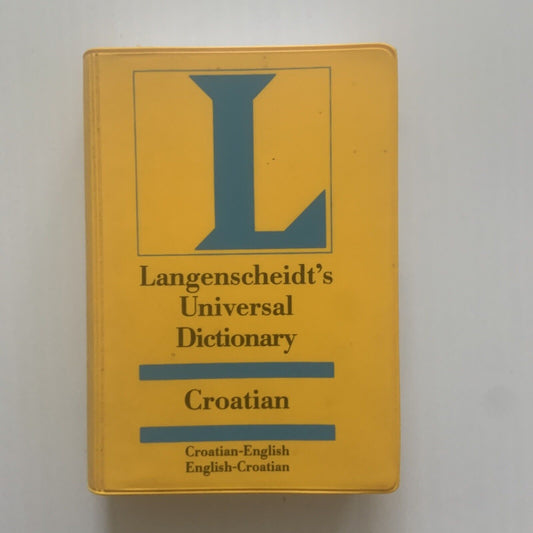 L
Langenscheidt's
Universal
Dictionary
Croatian
Croatian-English
English-Croatian